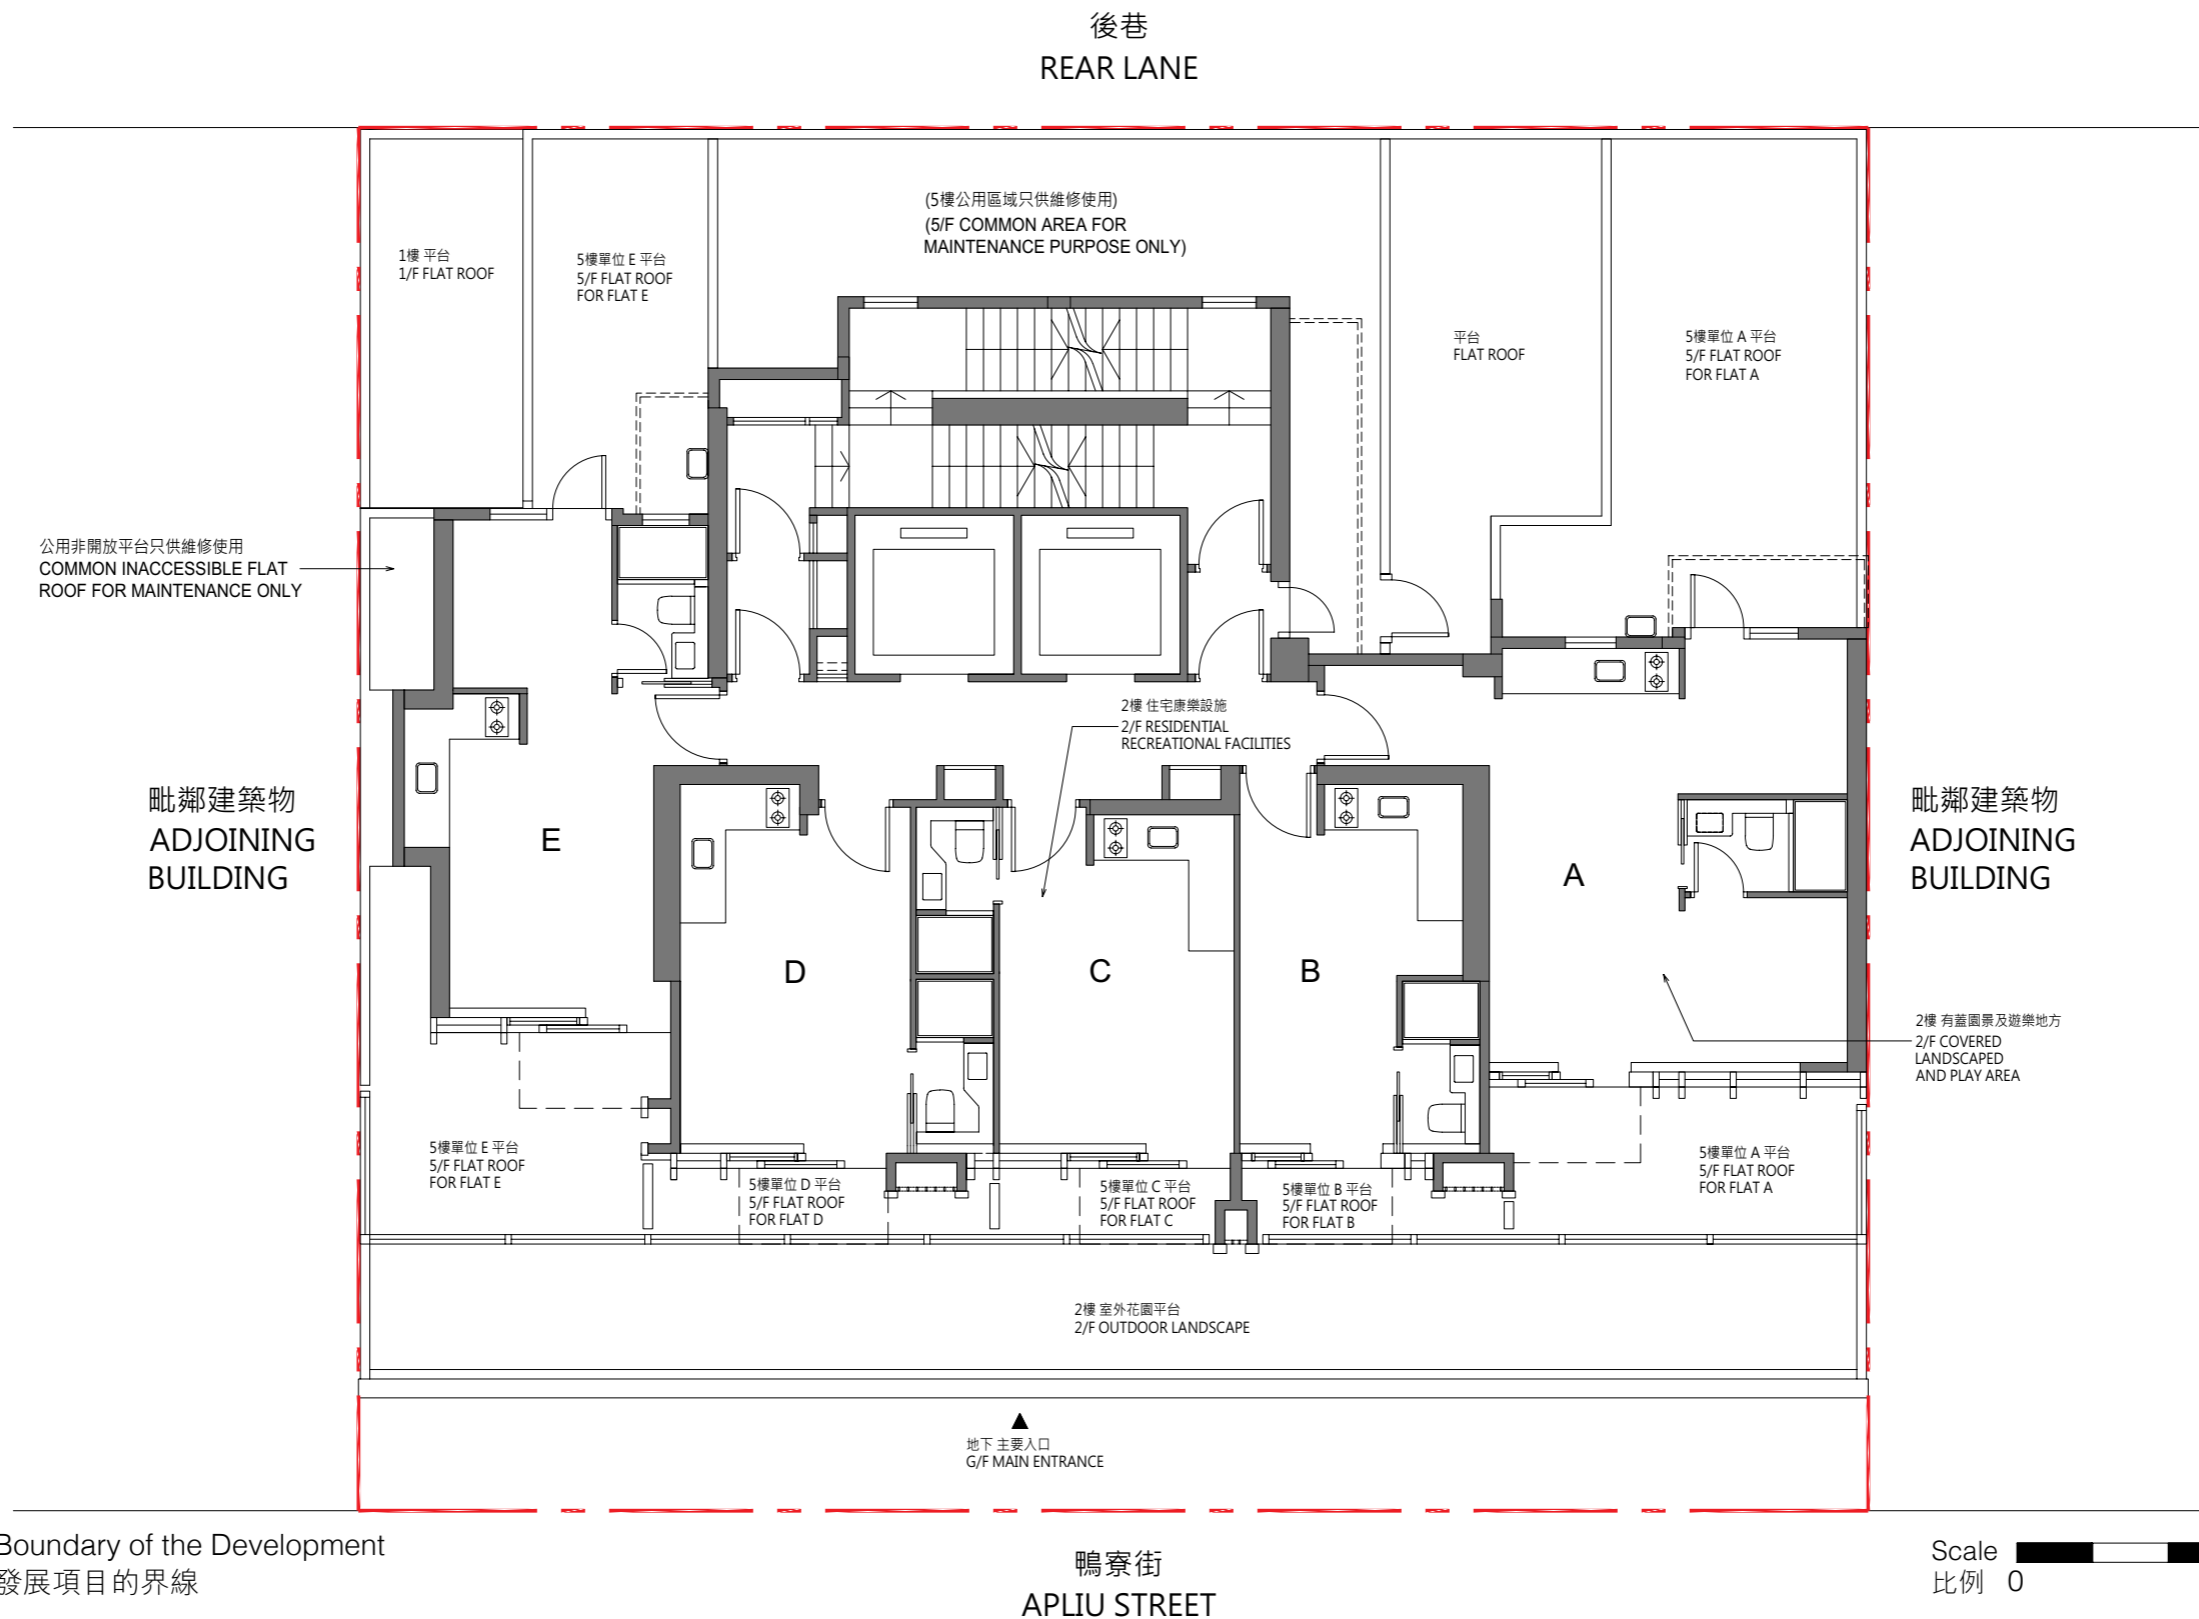 後巷
REAR LANE
(5樓公用區域只供維修使用)
(5/F COMMON AREA FOR
MAINTENANCE PURPOSE ONLY)
1樓 平台
1/F FLAT ROOF
5樓單位 E 平台
5/F FLAT ROOF
FOR FLAT E
平台
FLAT ROOF
5樓單位 A 平台
5/F FLAT ROOF
FOR FLAT A
公用非開放平台只供維修使用
COMMON INACCESSIBLE FLAT
ROOF FOR MAINTENANCE ONLY
2樓 住宅康樂設施
2/F RESIDENTIAL
RECREATIONAL FACILITIES
毗鄰建築物
ADJOINING
BUILDING
E
D
C
B
A
毗鄰建築物
ADJOINING
BUILDING
2樓 有蓋園景及遊樂地方
2/F COVERED
LANDSCAPED
AND PLAY AREA
5樓單位 E 平台
5/F FLAT ROOF
FOR FLAT E
5樓單位 D 平台
5/F FLAT ROOF
FOR FLAT D
5樓單位 C 平台
5/F FLAT ROOF
FOR FLAT C
5樓單位 B 平台
5/F FLAT ROOF
FOR FLAT B
5樓單位 A 平台
5/F FLAT ROOF
FOR FLAT A
2樓 室外花園平台
2/F OUTDOOR LANDSCAPE
地下 主要入口
G/F MAIN ENTRANCE
Boundary of the Development
發展項目的界線
鴨寮街
APLIU STREET
Scale
比例 0